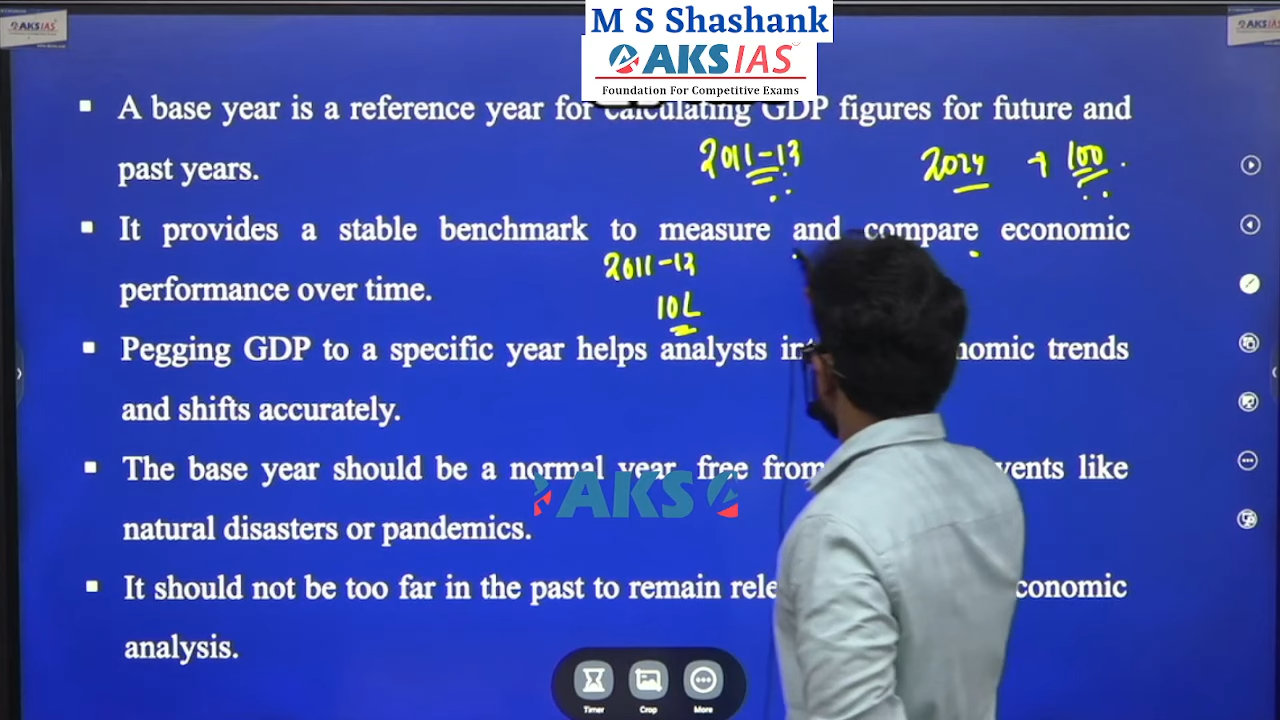 M S Shashank
AKS IAS
Foundation For Competitive Exams
AKSIAS
AKSIAS
▪ A base year is a reference year for calculating GDP figures for future and
past years.
2011-12 2024 → 100
▪ It provides a stable benchmark to measure and compare economic
2011-12
performance over time.
10L
▪ Pegging GDP to a specific year helps analysts trends
and shifts accurately.
▪ The base year should be a normal year, free from like
AKS
natural disasters or pandemics.
▪ It should not be too far in the past to remain
analysis.
Timer Crop More